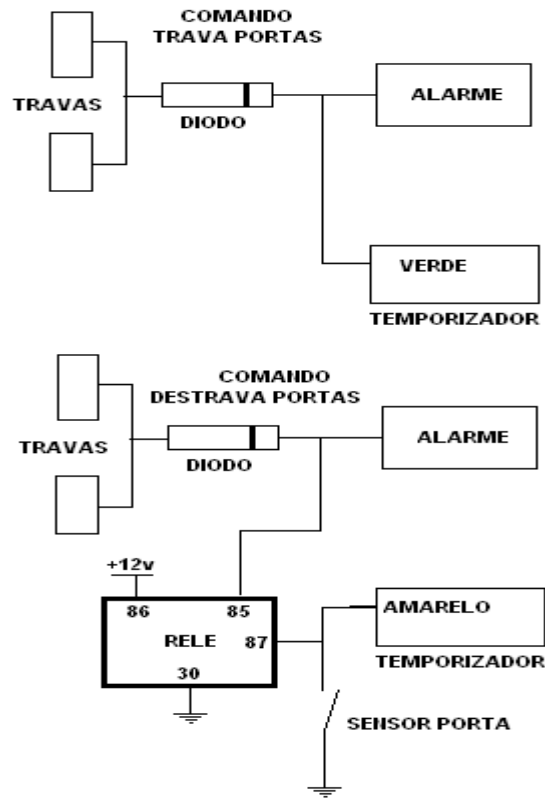 COMANDO
TRAVA PORTAS
TRAVAS
DIODO
ALARME
VERDE
TEMPORIZADOR
COMANDO
DESTRAVA PORTAS
TRAVAS
DIODO
ALARME
+12v
86
85
RELE
87
30
AMARELO
TEMPORIZADOR
SENSOR PORTA